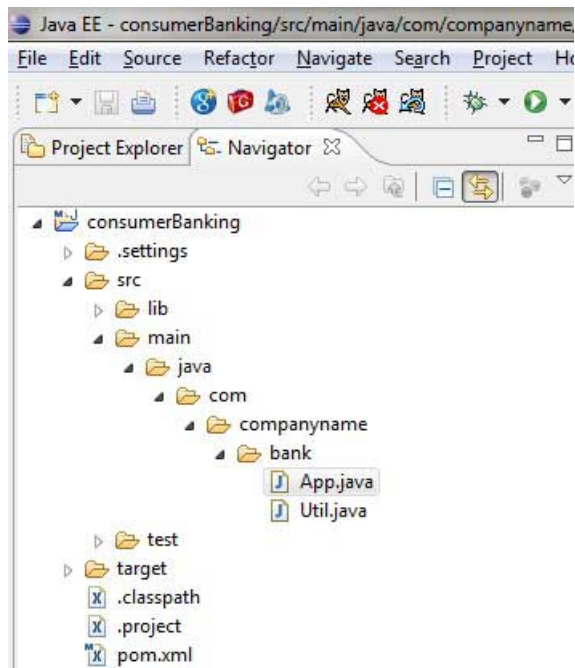 Java EE - consumerBanking/src/main/java/com/companyname/
File Edit Source Refactor Navigate Search Project
Project Explorer Navigator
consumerBanking
.settings
src
lib
main
java
com
companyname
bank
App.java
Util.java
test
target
.classpath
.project
pom.xml